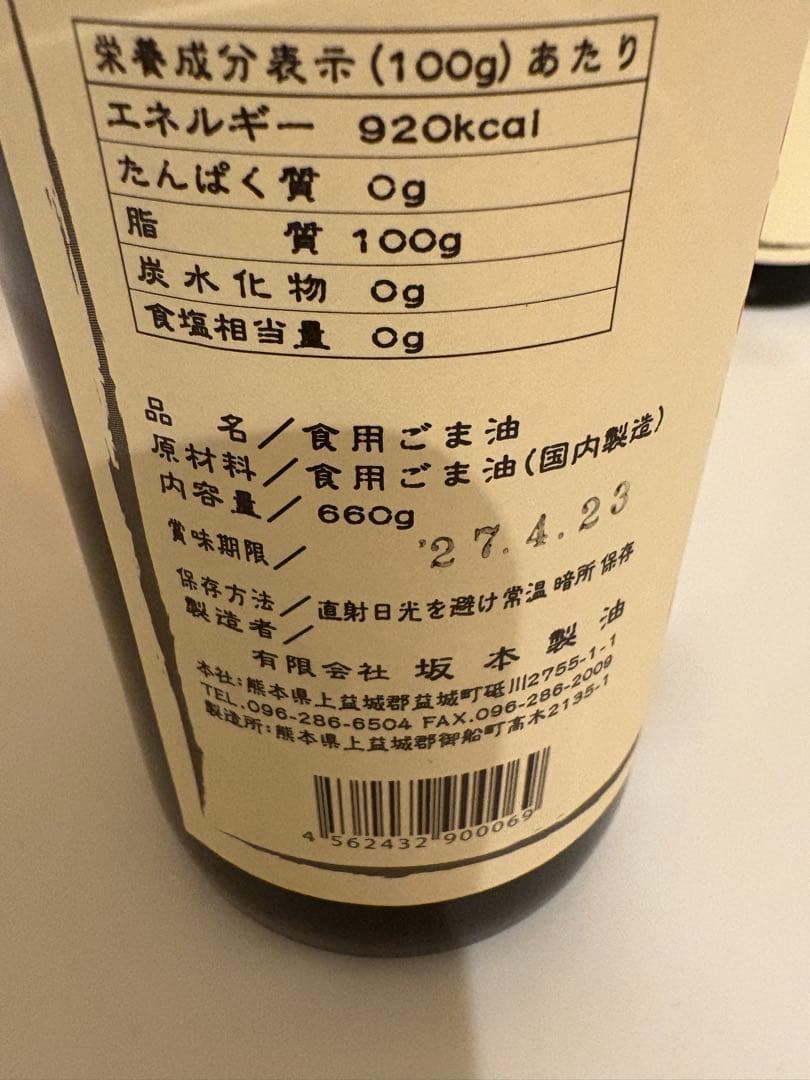 栄養成分表示(100g)あたり
エネルギー 920kcal
たんぱく質 0g
脂質 100g
炭水化物 0g
食塩相当量 0g
品名／食用ごま油
原材料／食用ごま油(国内製造)
内容量／660g
賞味期限／ '27.4.23
保存方法／直射日光を避け常温暗所保存
製造者／
有限会社 坂本製油
本社:熊本県上益城郡益城町砥川2755-1-1
TEL.096-286-6504 FAX.096-286-2009
製造所:熊本県上益城郡御船町高木2135-1
4 562432 900069